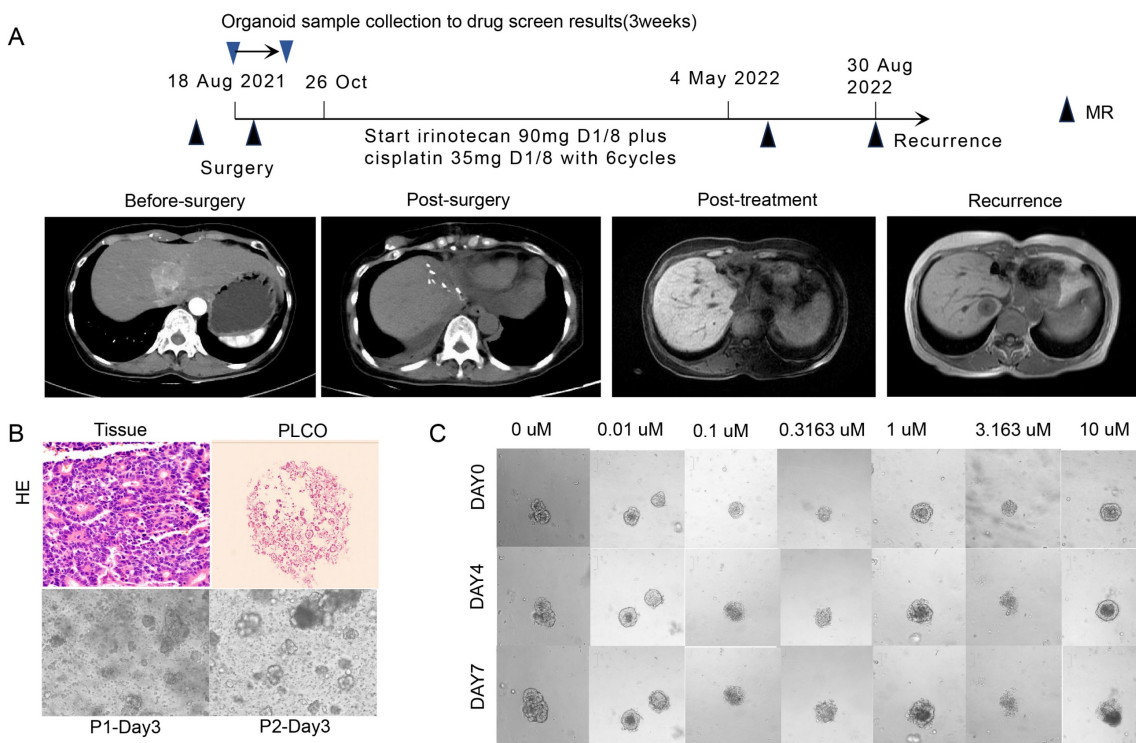 A
Organoid sample collection to drug screen results(3weeks)
18 Aug 2021
26 Oct
4 May 2022
30 Aug
2022
MR
Surgery
Start irinotecan 90mg D1/8 plus
cisplatin 35mg D1/8 with 6cycles
Recurrence
Before-surgery
Post-surgery
Post-treatment
Recurrence
B
Tissue
PLCO
HE
P1-Day3
P2-Day3
C
0 uM
0.01 uM
0.1 uM
0.3163 uM
1 uM
3.163 uM
10 uM
DAY0
DAY4
DAY7